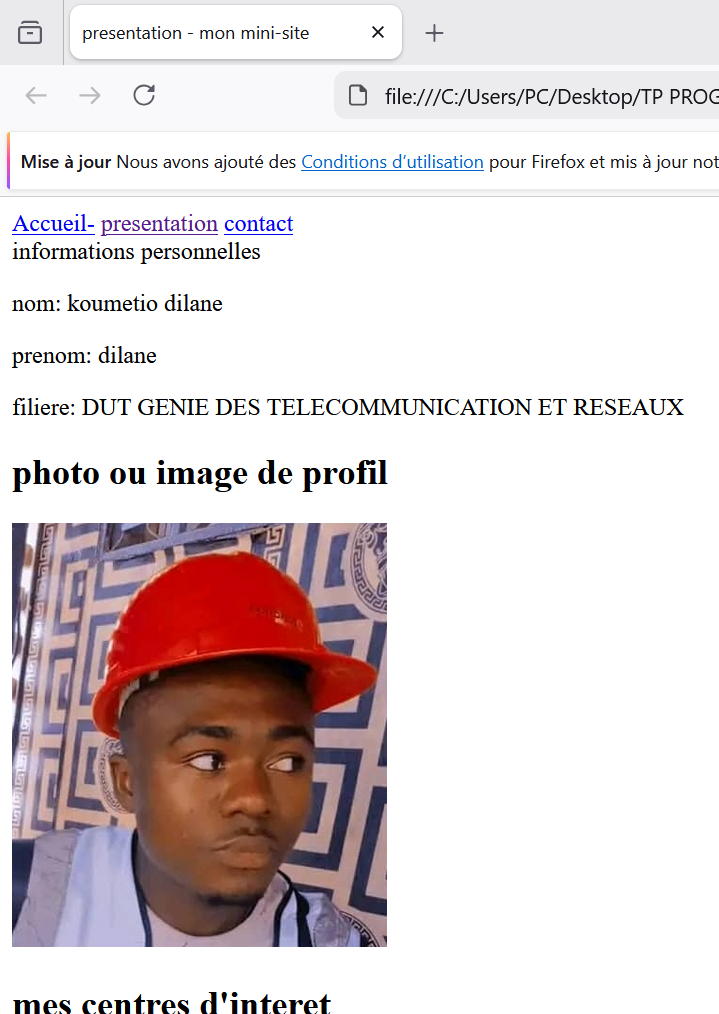 presentation - mon mini-site
file:///C:/Users/PC/Desktop/TP PROG
Mise à jour Nous avons ajouté des Conditions d'utilisation pour Firefox et mis à jour not
Accueil- presentation contact
informations personnelles
nom: koumetio dilane
prenom: dilane
filiere: DUT GENIE DES TELECOMMUNICATION ET RESEAUX
photo ou image de profil
mes centres d'interet